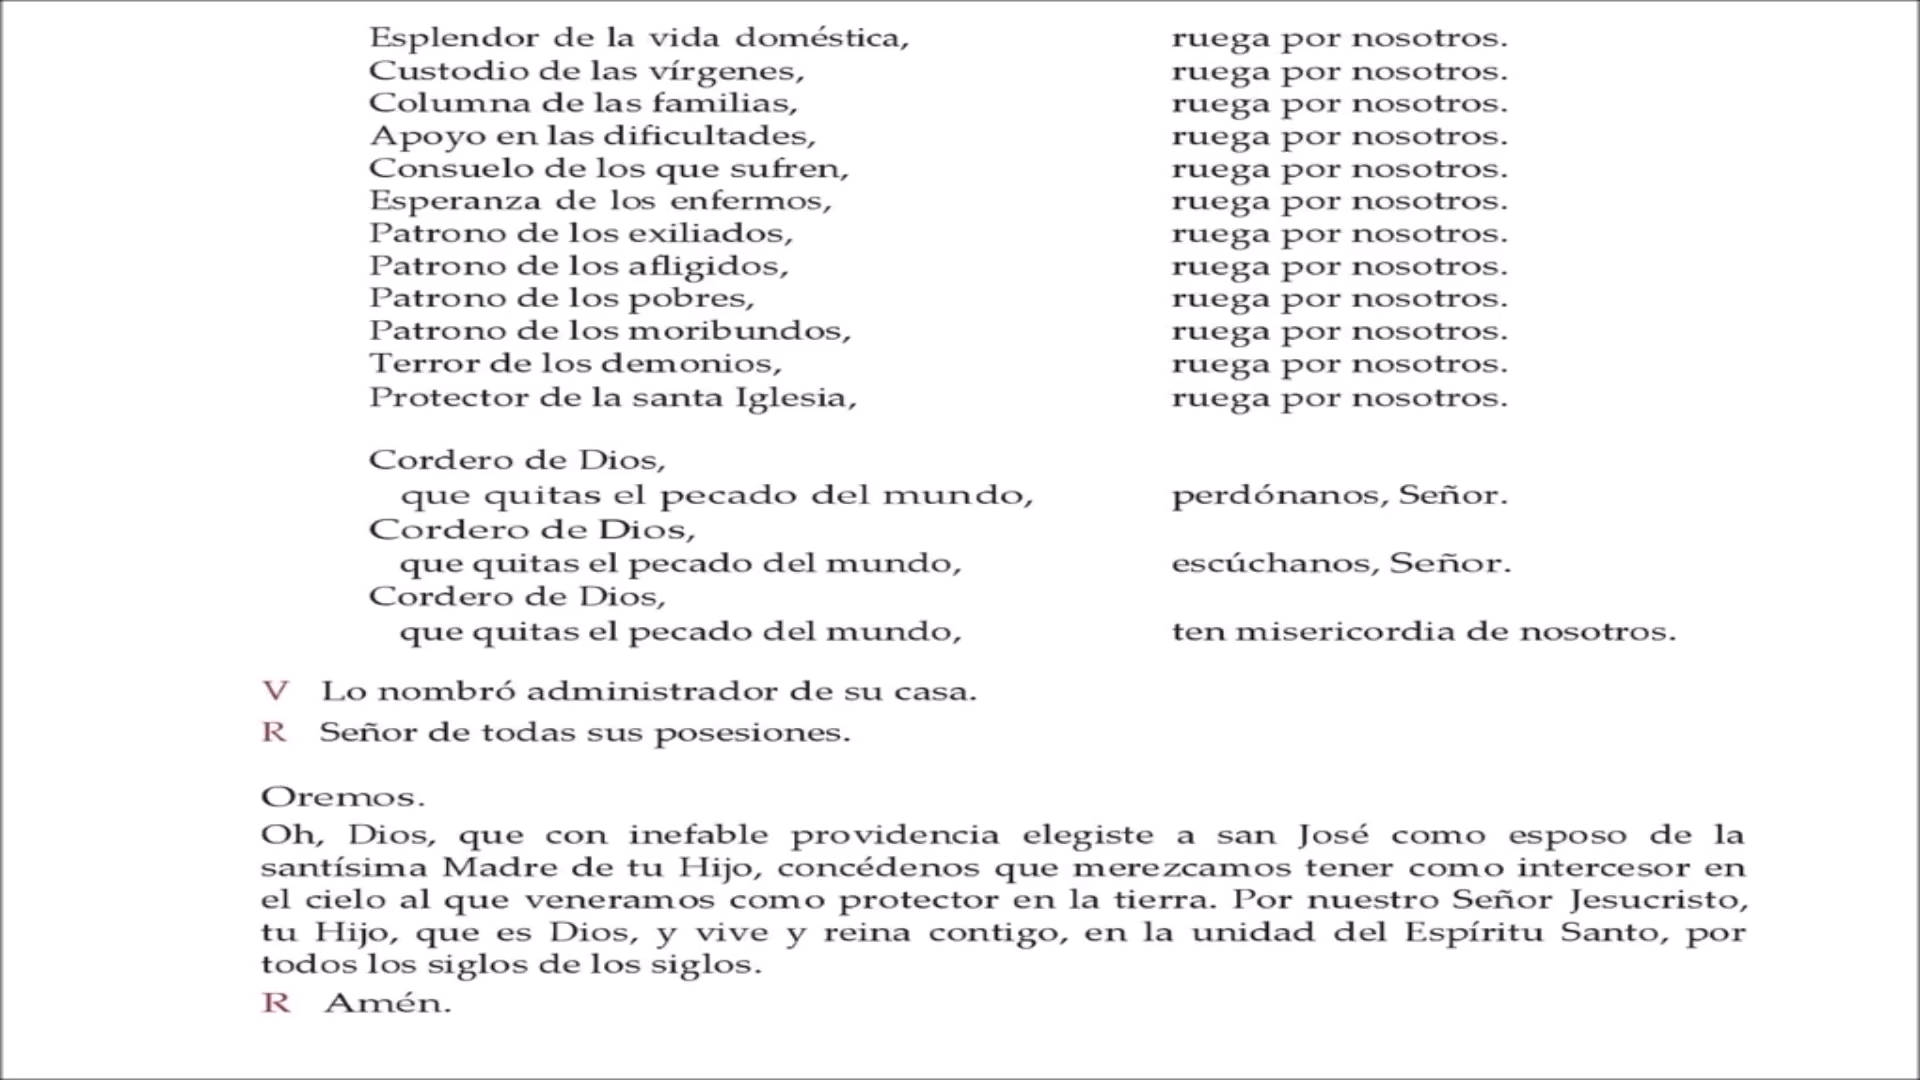 Esplendor de la vida doméstica, ruega por nosotros.
Custodio de las vírgenes, ruega por nosotros.
Columna de las familias, ruega por nosotros.
Apoyo en las dificultades, ruega por nosotros.
Consuelo de los que sufren, ruega por nosotros.
Esperanza de los enfermos, ruega por nosotros.
Patrono de los exiliados, ruega por nosotros.
Patrono de los afligidos, ruega por nosotros.
Patrono de los pobres, ruega por nosotros.
Patrono de los moribundos, ruega por nosotros.
Terror de los demonios, ruega por nosotros.
Protector de la santa Iglesia, ruega por nosotros.
Cordero de Dios,
que quitas el pecado del mundo, perdónanos, Señor.
Cordero de Dios,
que quitas el pecado del mundo, escúchanos, Señor.
Cordero de Dios,
que quitas el pecado del mundo, ten misericordia de nosotros.
V Lo nombró administrador de su casa.
R Señor de todas sus posesiones.
Oremos.
Oh, Dios, que con inefable providencia elegiste a san José como esposo de la
santísima Madre de tu Hijo, concédenos que merezcamos tener como intercesor en
el cielo al que veneramos como protector en la tierra. Por nuestro Señor Jesucristo,
tu Hijo, que es Dios, y vive y reina contigo, en la unidad del Espíritu Santo, por
todos los siglos de los siglos.
R Amén.